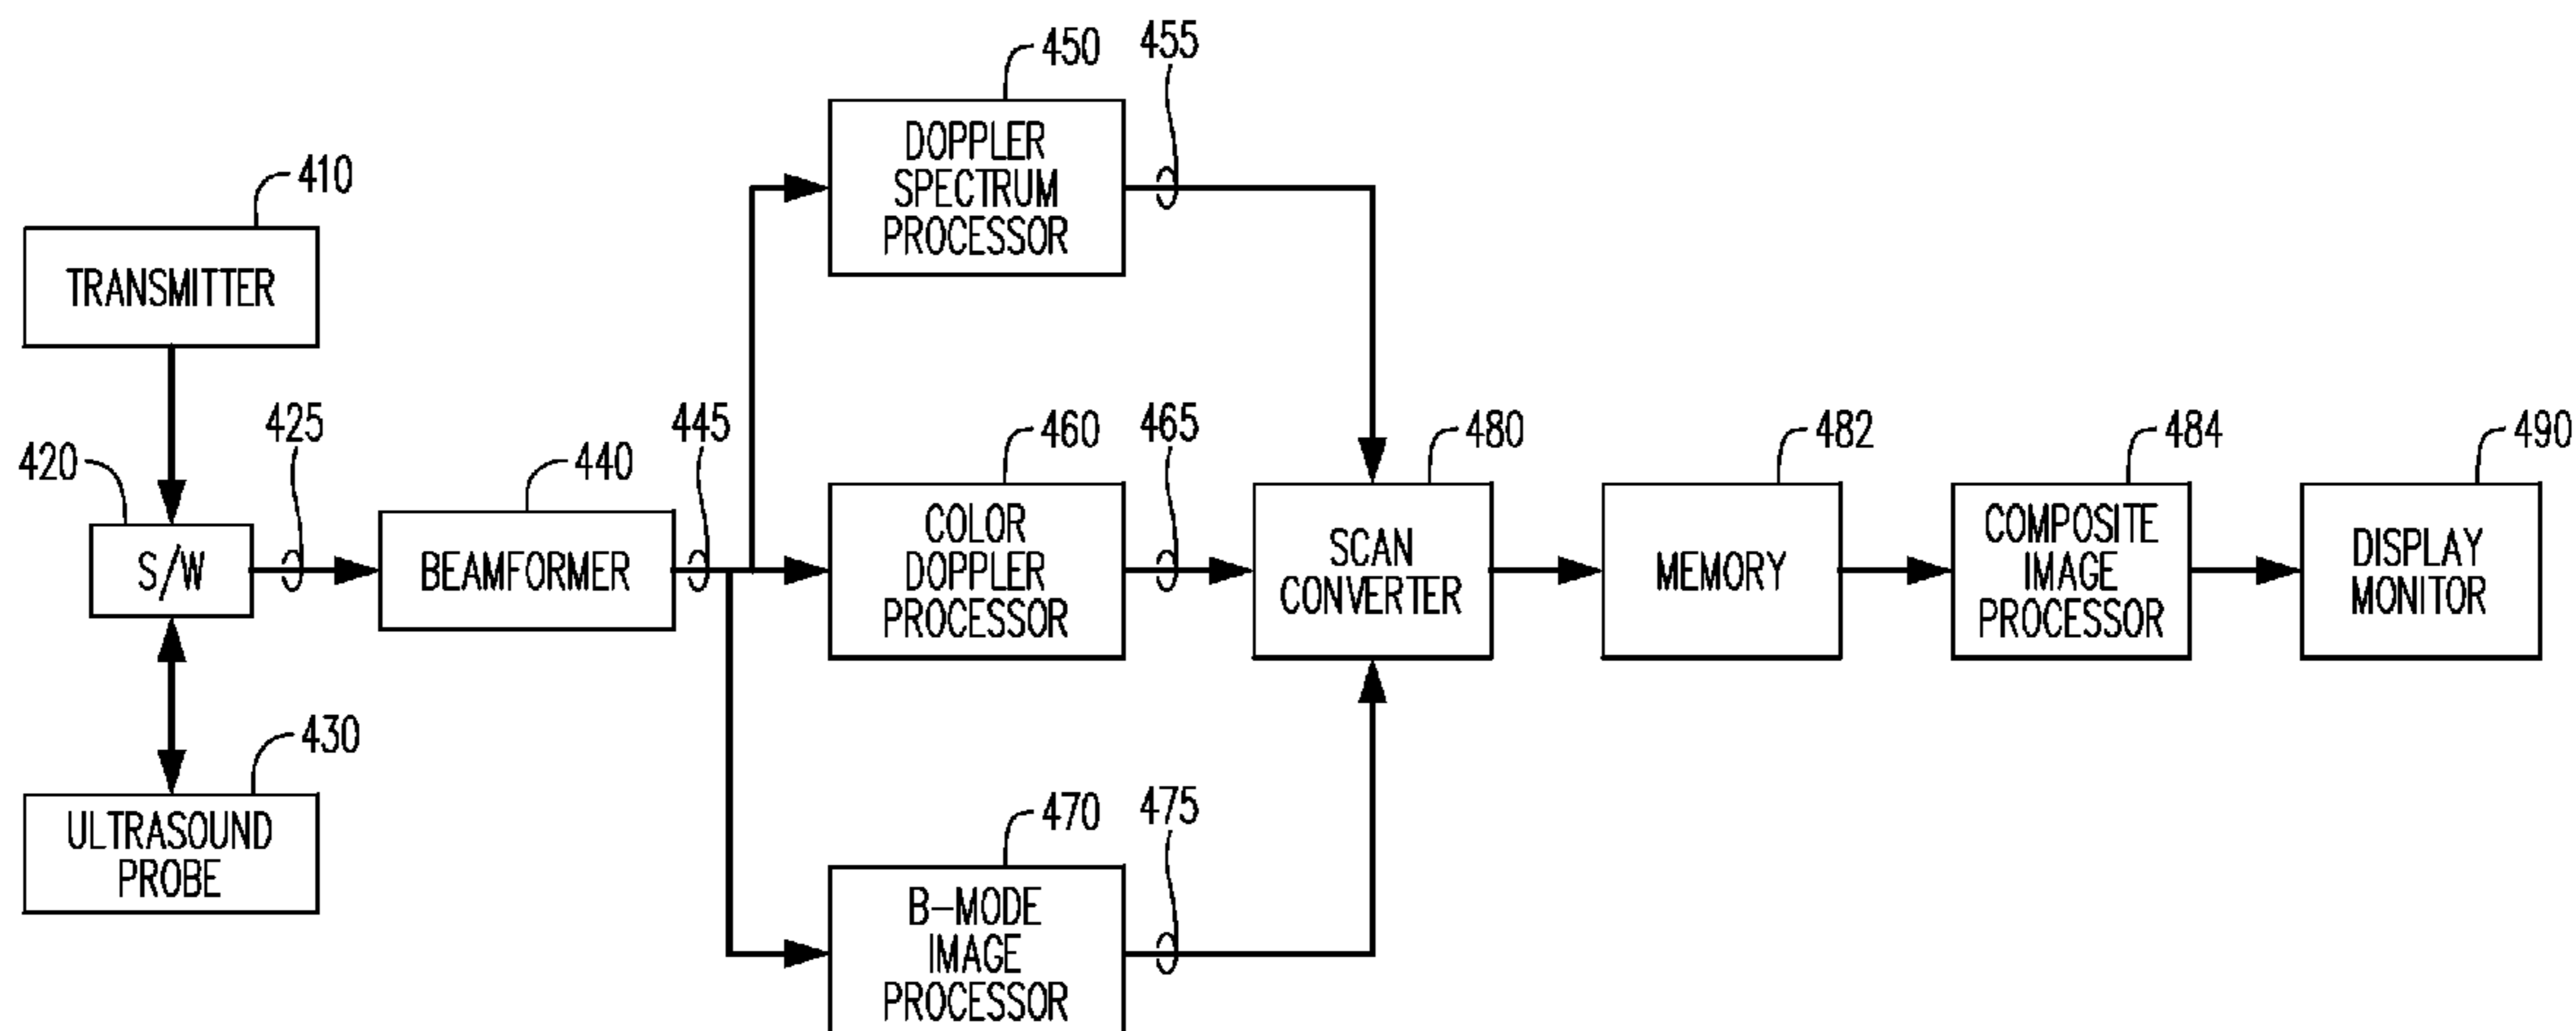 450
455
DOPPLER
SPECTRUM
PROCESSOR
410
TRANSMITTER
420
425
440
445
460
465
480
482
484
490
S/W
BEAMFORMER
COLOR
DOPPLER
PROCESSOR
SCAN
CONVERTER
MEMORY
COMPOSITE
IMAGE
PROCESSOR
DISPLAY
MONITOR
430
ULTRASOUND
PROBE
470
475
B-MODE
IMAGE
PROCESSOR